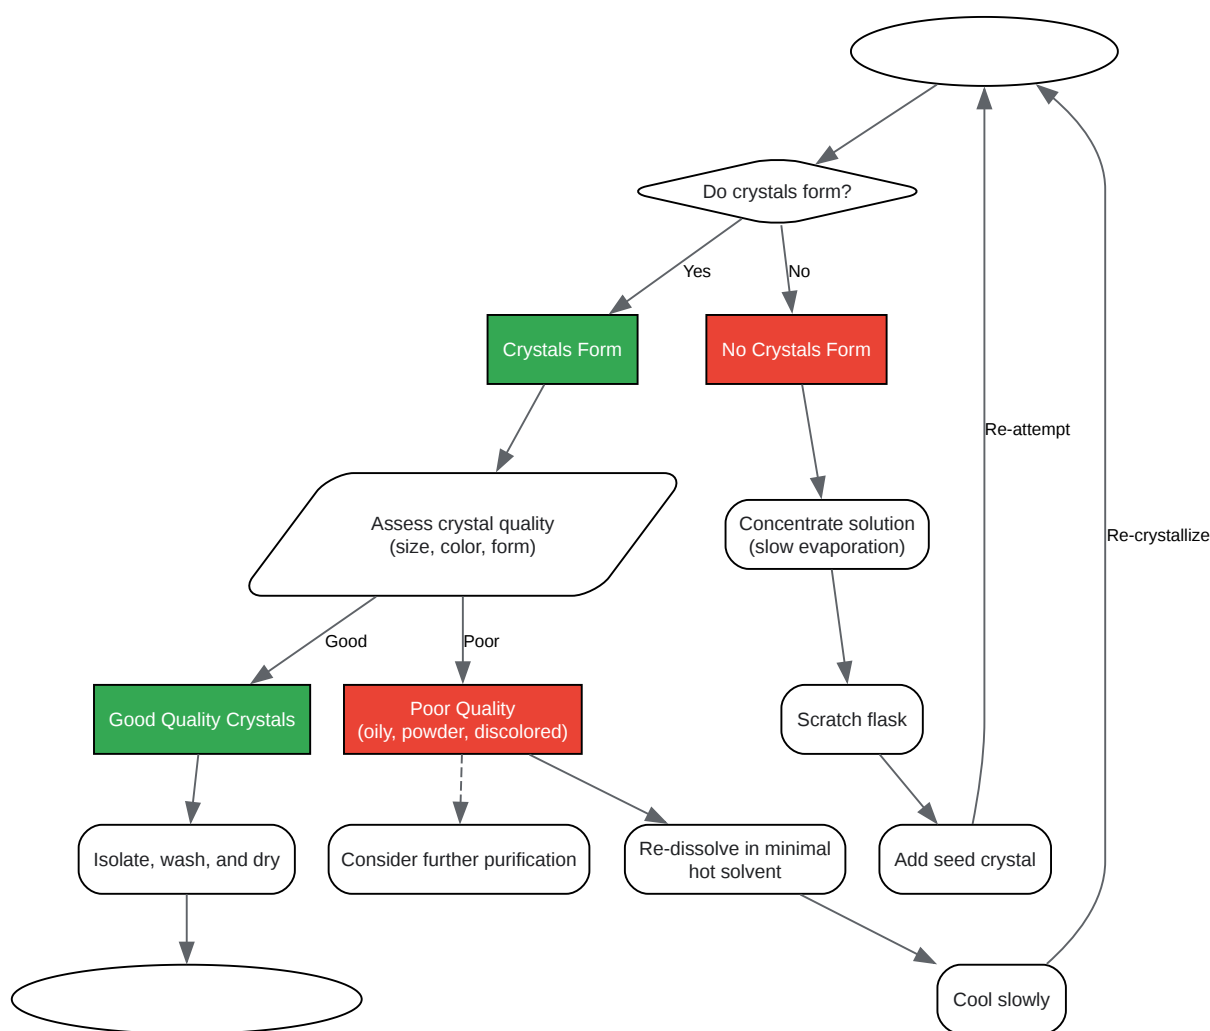 Do crystals form?
Yes
No
Crystals Form
No Crystals Form
Re-attempt
Assess crystal quality
(size, color, form)
Concentrate solution
(slow evaporation)
Re-crystallize
Good
Poor
Good Quality Crystals
Poor Quality
(oily, powder, discolored)
Scratch flask
Isolate, wash, and dry
Consider further purification
Re-dissolve in minimal
hot solvent
Add seed crystal
Cool slowly